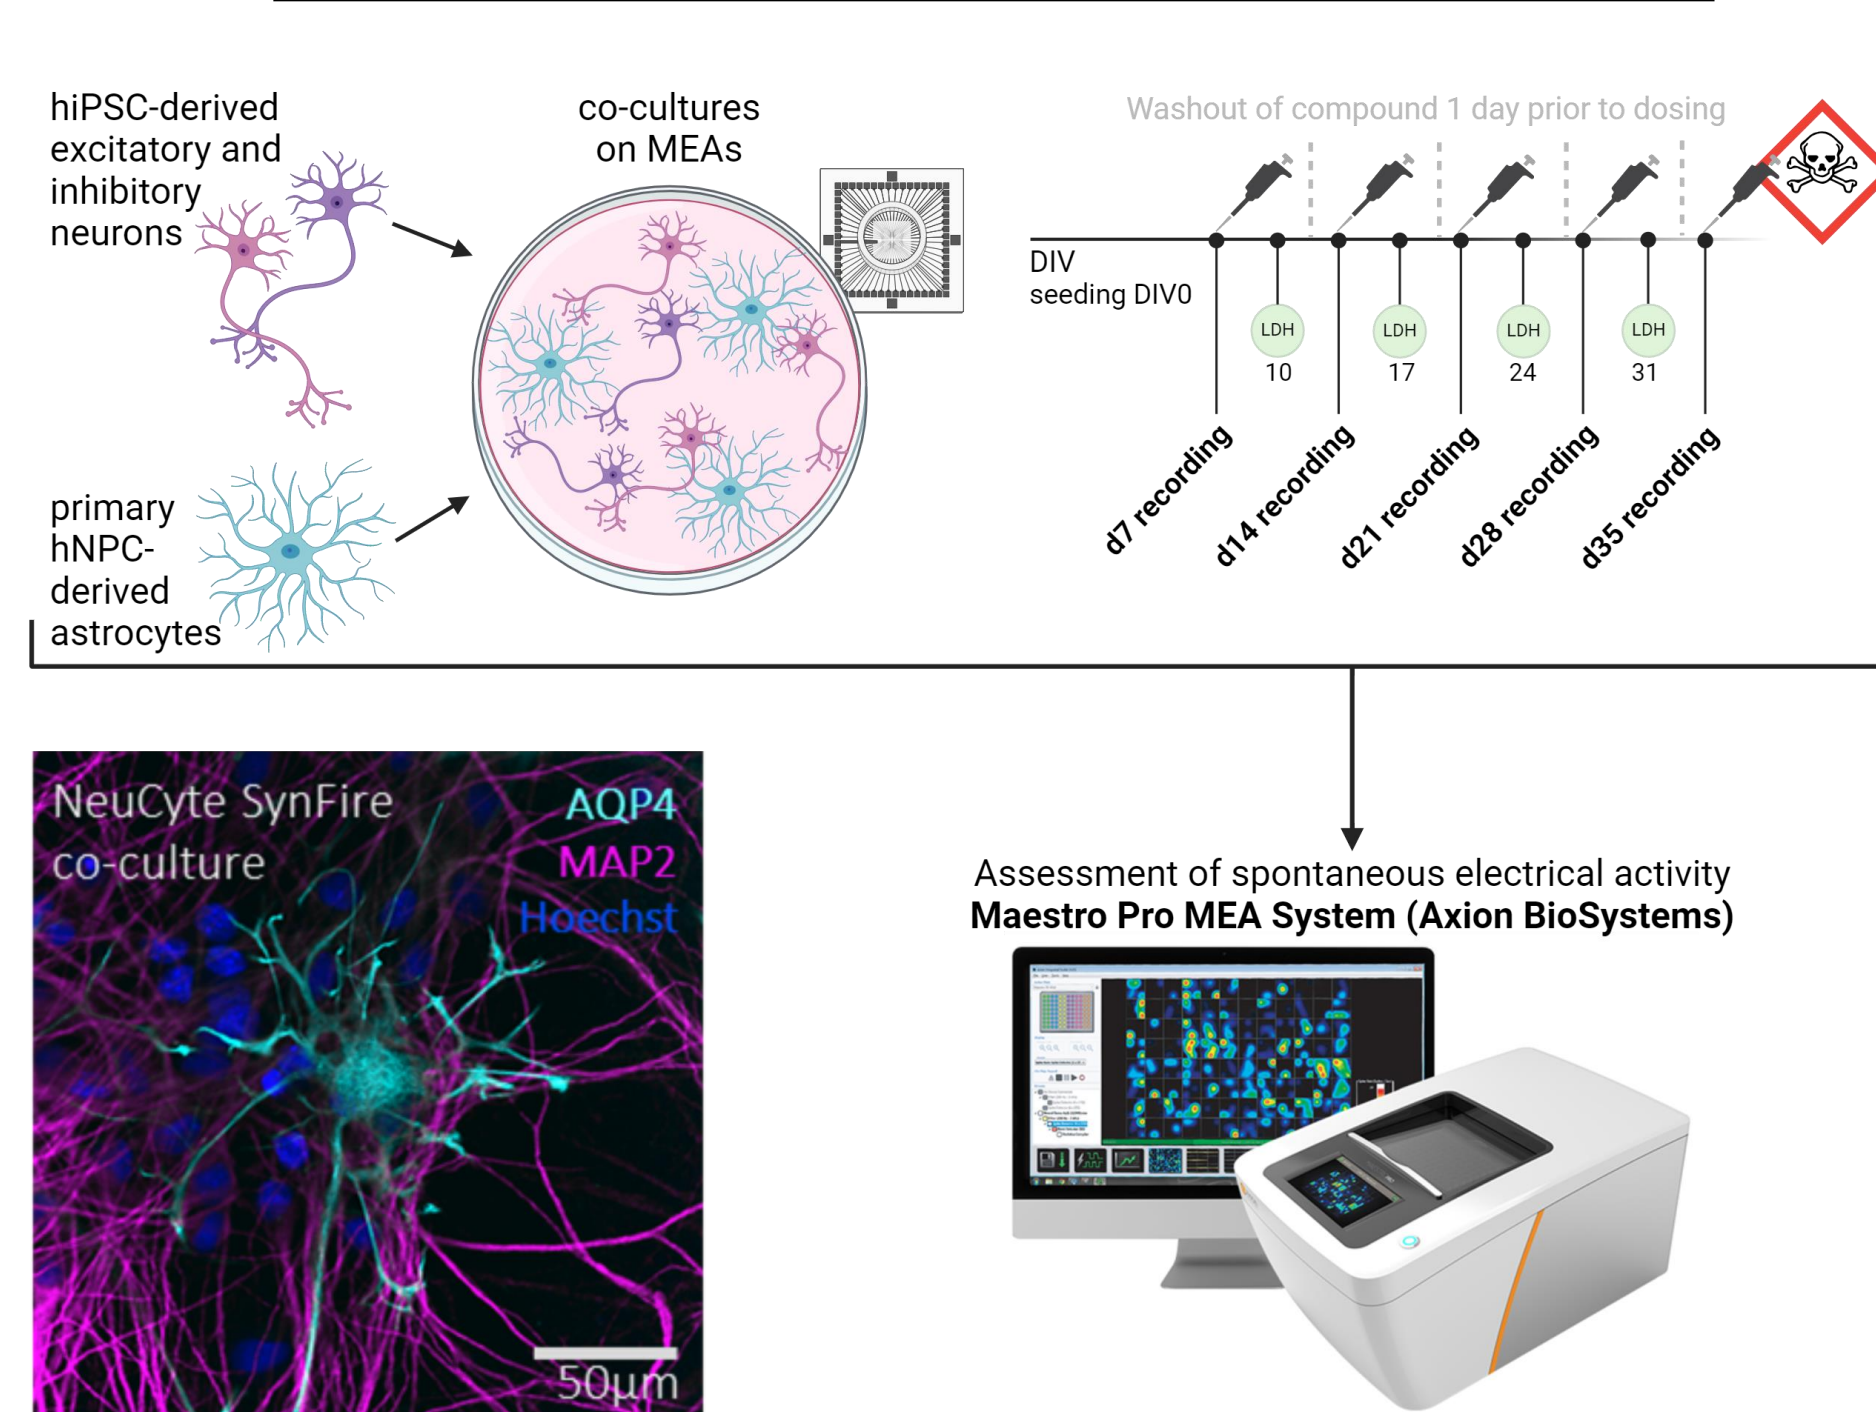 hiPSC-derived
excitatory and
inhibitory
neurons
co-cultures
on MEAs
primary
hNPC-
derived
astrocytes
Washout of compound 1 day prior to dosing
DIV
seeding DIV0
LDH
LDH
LDH
LDH
10
17
24
31
d7 recording
d14 recording
d21 recording
d28 recording
d35 recording
NeuCyte SynFire
co-culture
AQP4
MAP2
Hoechst
50µm
Assessment of spontaneous electrical activity
Maestro Pro MEA System (Axion BioSystems)